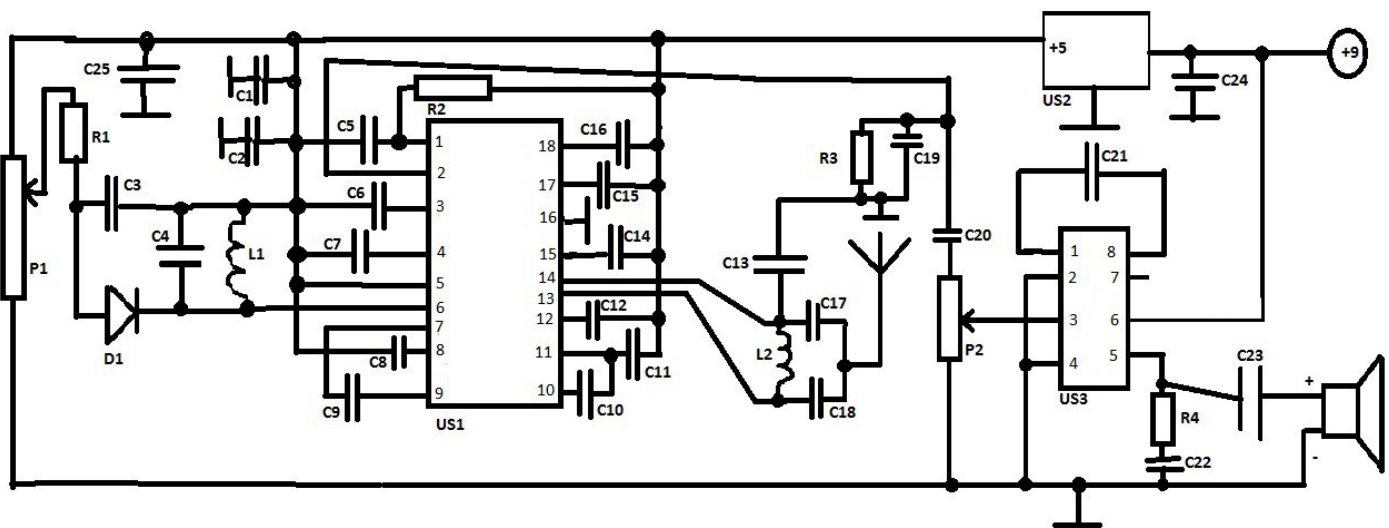 +5
+9
C25
C1
US2
C24
R2
R1
C5
C16
C2
1
18
R3
C19
C21
2
C3
C6
17
C15
3
16
C4
L1
C7
C14
C20
4
15
1
8
P1
C13
5
14
2
7
6
13
C12
C17
7
12
3
6
D1
C8
8
11
L2
P2
5
C11
4
C23
9
10
C9
C10
C18
US3
+
US1
R4
-
C22